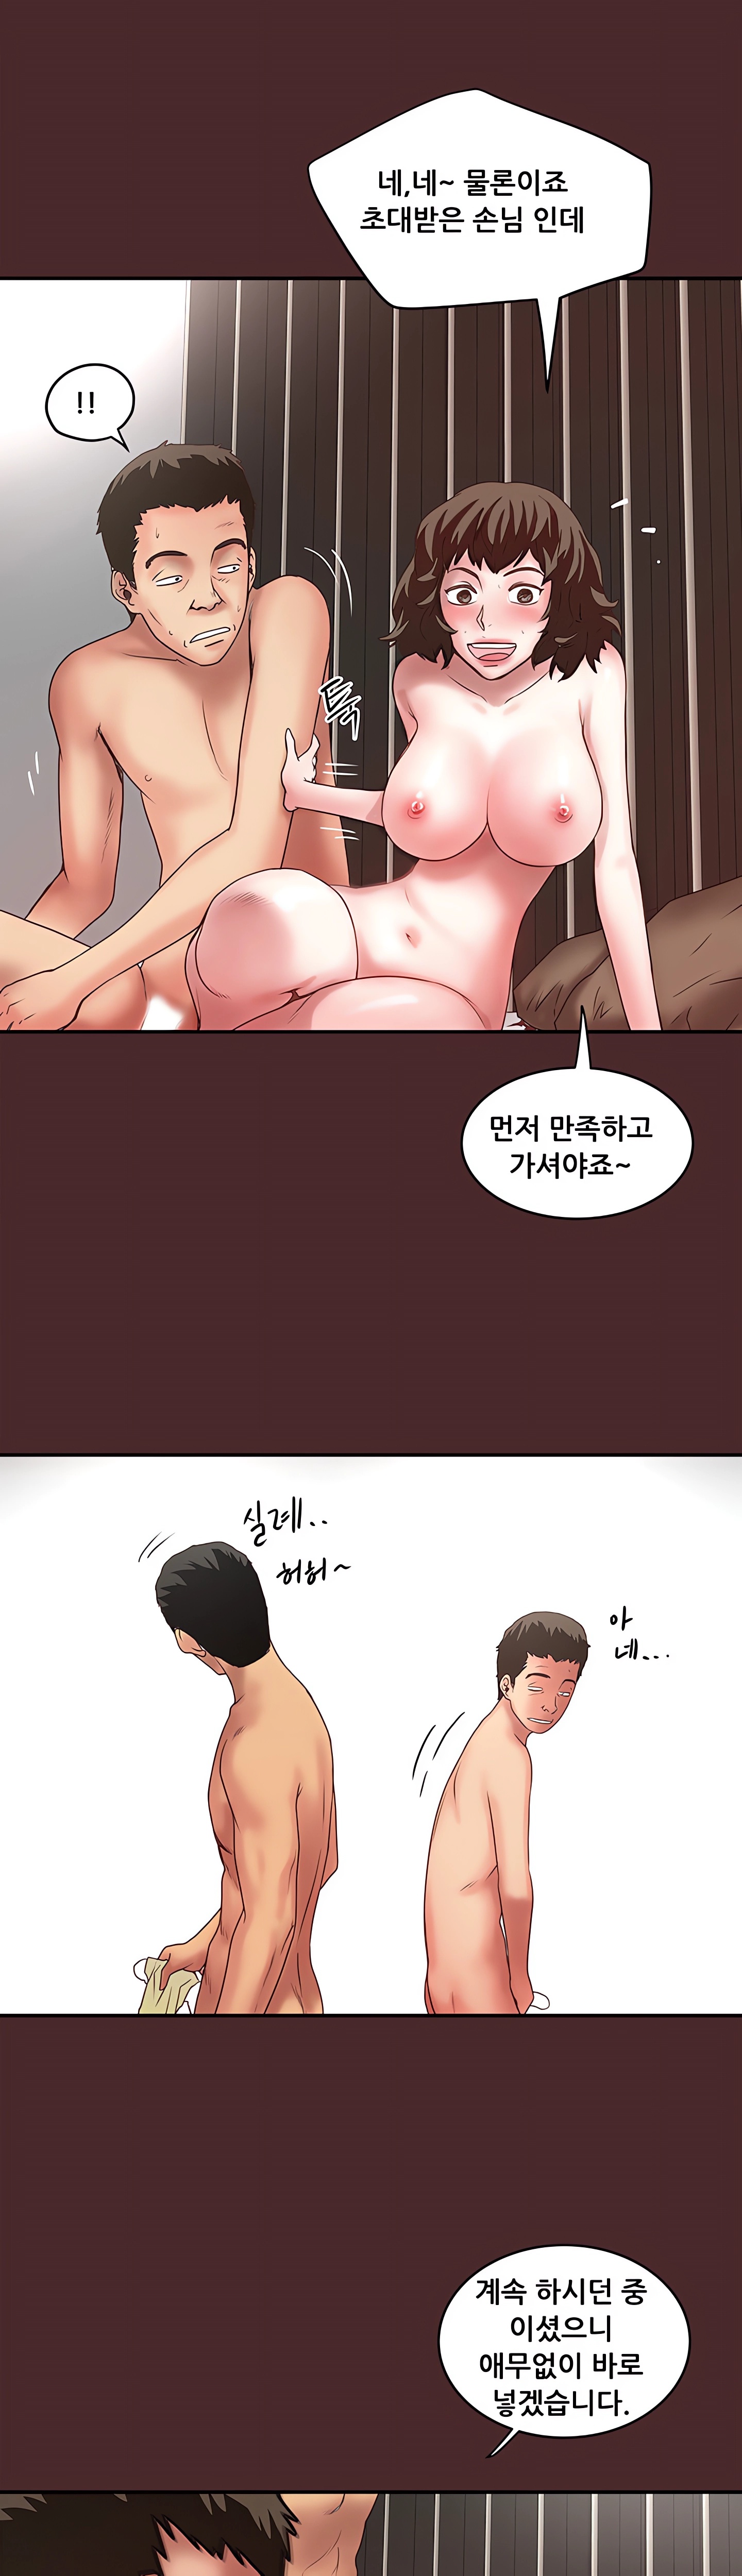 네,네~ 물론이죠
초대받은 손님 인데
!!
툭
먼저 만족하고
가셔야죠~
실례..
허허~
아
네...
계속 하시던 중
이셨으니
애무없이 바로
넣겠습니다.